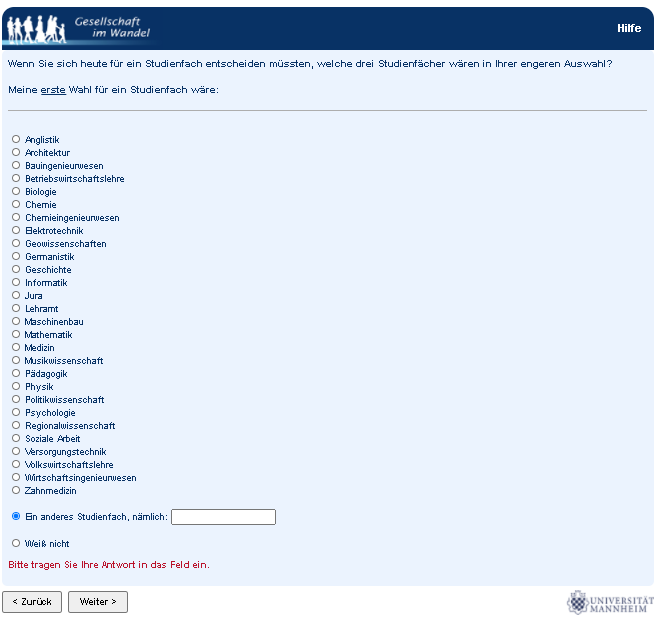 Gesellschaft
im Wandel
Hilfe
Wenn Sie sich heute für ein Studienfach entscheiden müssten, welche drei Studienfächer wären in Ihrer engeren Auswahl?
Meine erste Wahl für ein Studienfach wäre:
Anglistik
Architektur
Bauingenieurwesen
Betriebswirtschaftslehre
Biologie
Chemie
Chemieingenieurwesen
Elektrotechnik
Geowissenschaften
Germanistik
Geschichte
Informatik
Jura
Lehramt
Maschinenbau
Mathematik
Medizin
Musikwissenschaft
Pädagogik
Physik
Politikwissenschaft
Psychologie
Regionalwissenschaft
Soziale Arbeit
Versorgungstechnik
Volkswirtschaftslehre
Wirtschaftsingenieurwesen
Zahnmedizin
Ein anderes Studienfach, nämlich:
Weiß nicht
Bitte tragen Sie Ihre Antwort in das Feld ein.
< Zurück
Weiter >
UNIVERSITÄT
MANNHEIM